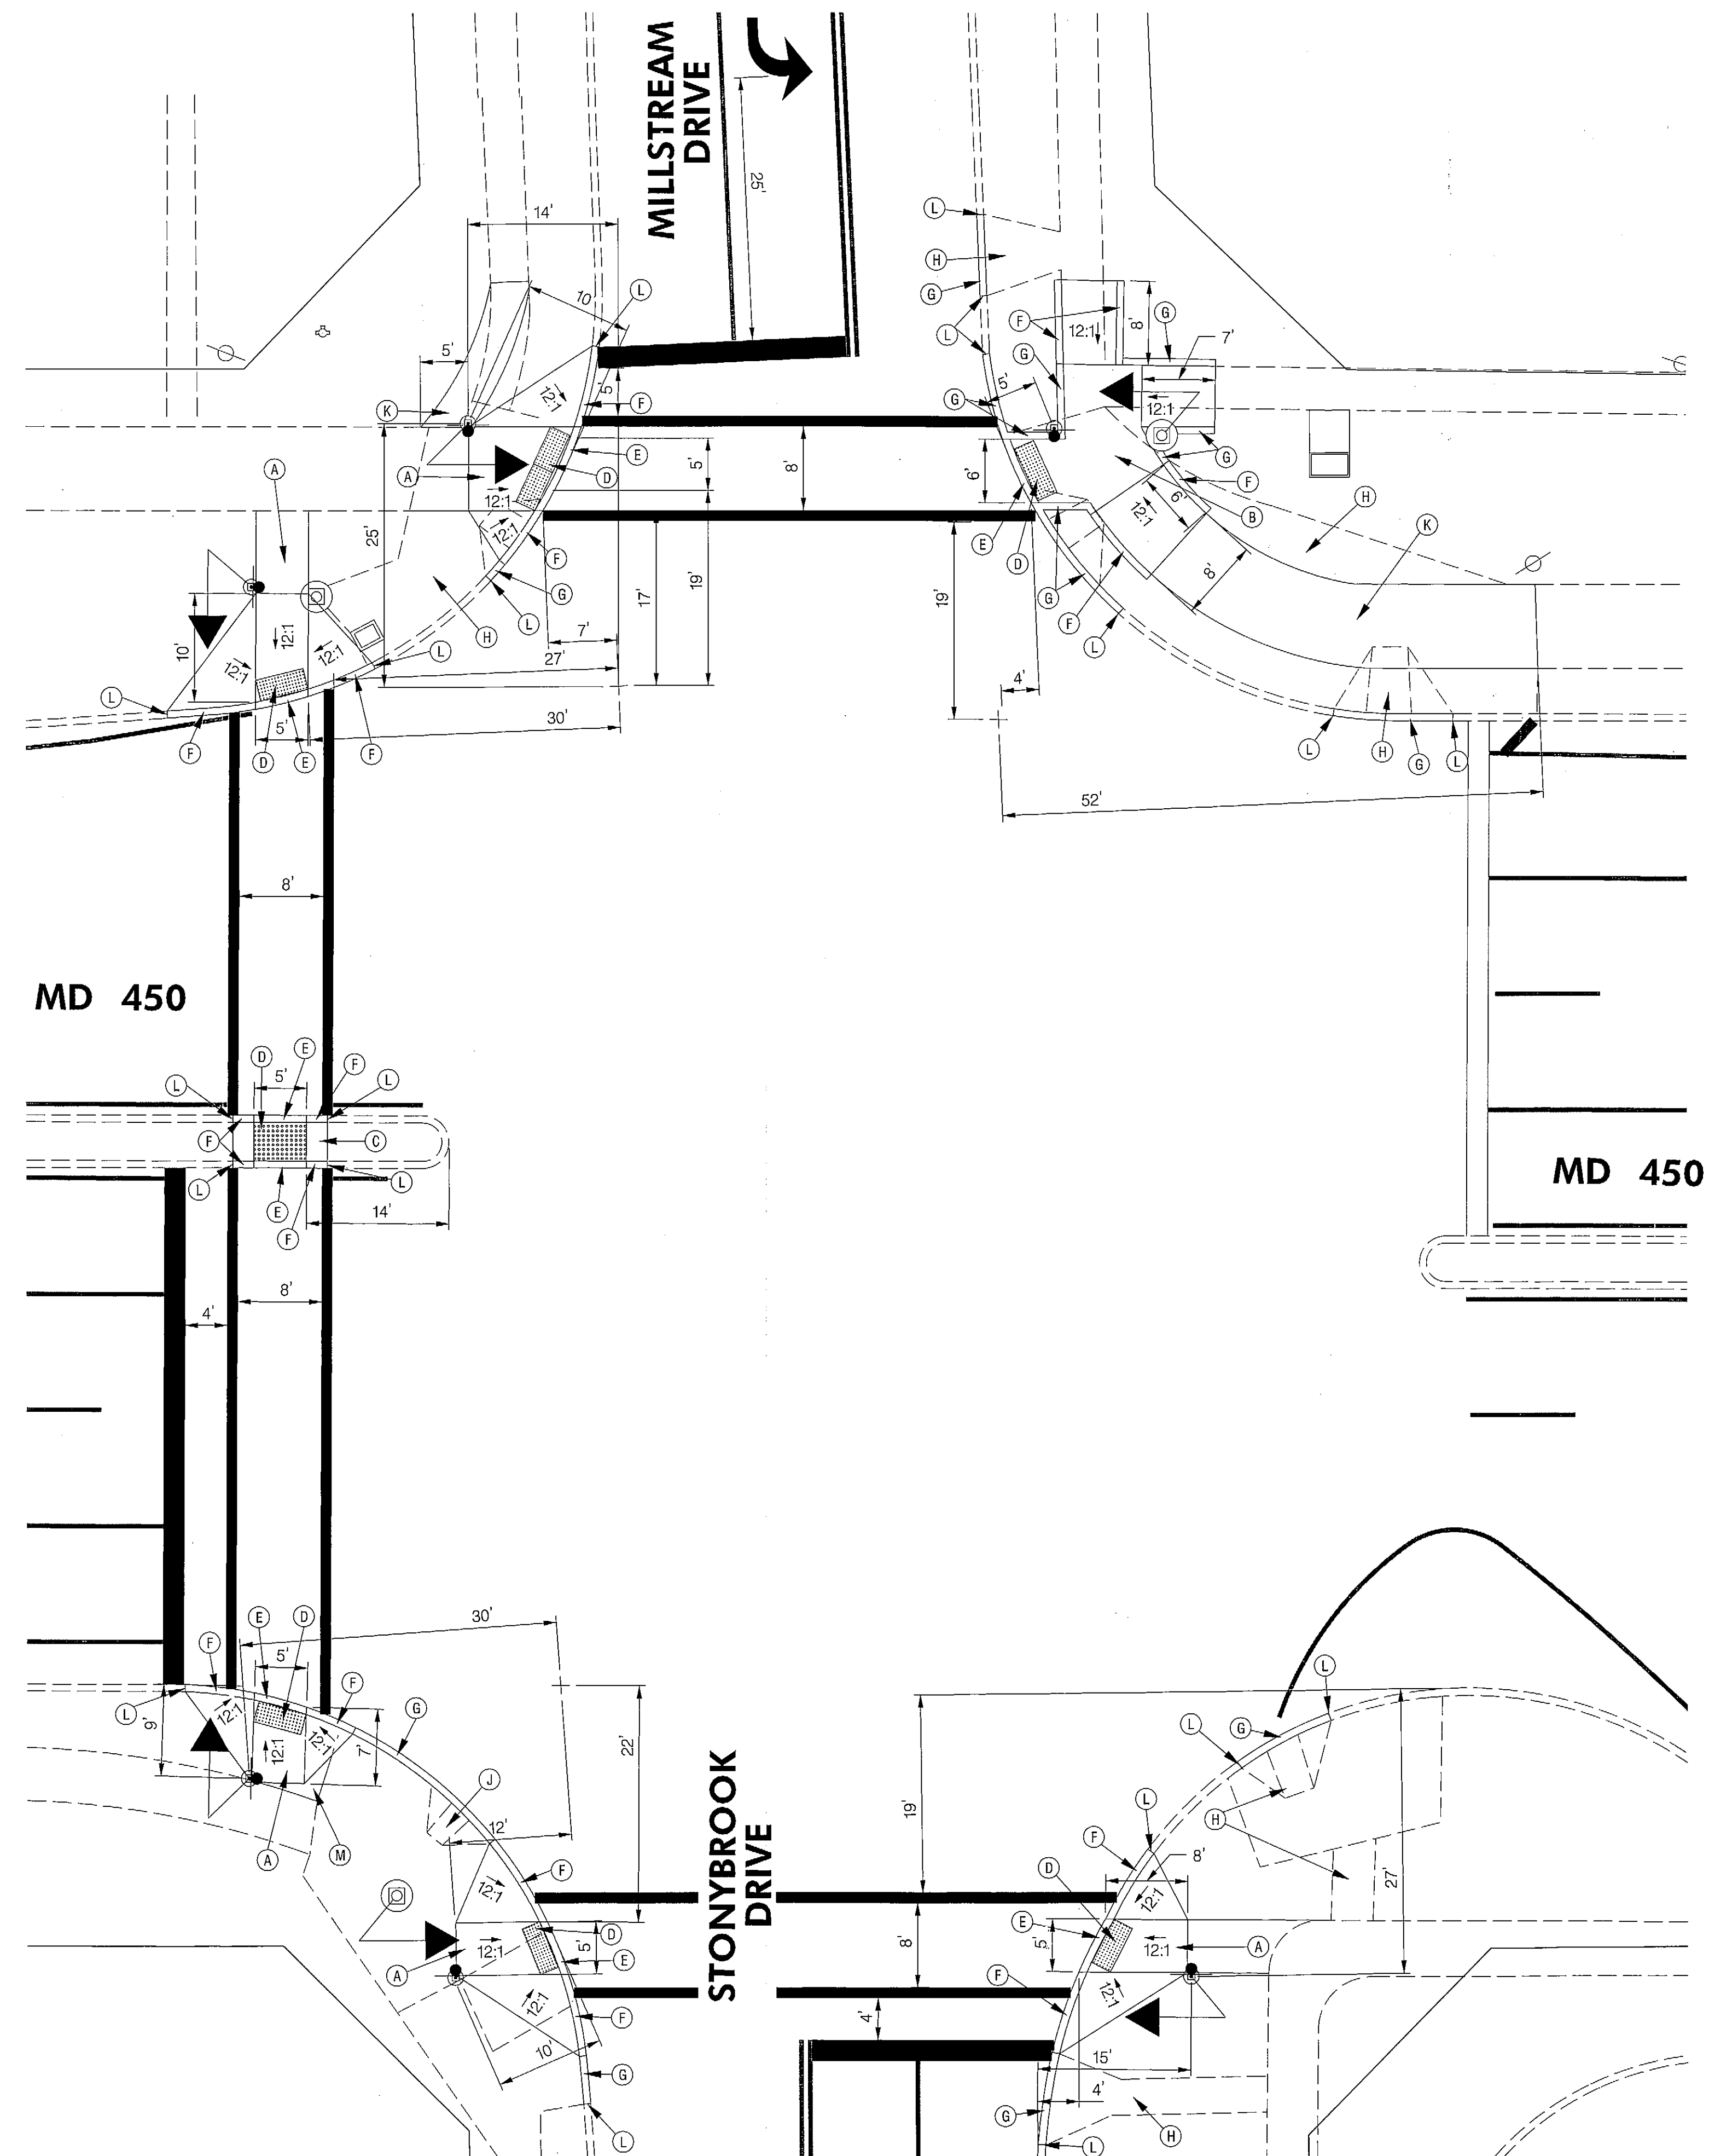 MILLSTREAM
DRIVE
25'
14'
10
L
5'
5'
12:1
F
K
E
A
A
D
5'
8'
12:1
12:1
25'
F
G
17'
19'
L
H
7'
10'
12:1
12:1
12:1
L
27'
L
5'
30'
F
D
E
F
L
H
G
L
F
12:1
8'
G
7'
G
5'
G
12:1
6'
G
F
6'
12:1
B
H
K
E
D
8'
19'
G
F
L
4'
L
H
G
L
52'
8'
MD 450
D
E
F
L
5'
L
F
C
L
L
E
F
14'
MD 450
8'
4'
30'
E
D
F
5'
F
L
9'
12:1
12:1
12:1
7'
G
J
22'
12'
A
M
F
12:1
D
5'
12:1
E
A
12:1
F
10'
G
L
STONYBROOK
DRIVE
L
L
G
19'
L
H
F
8'
D
12:1
27'
E
5'
12:1
A
8'
F
12:1
4'
15'
4'
G
H
L